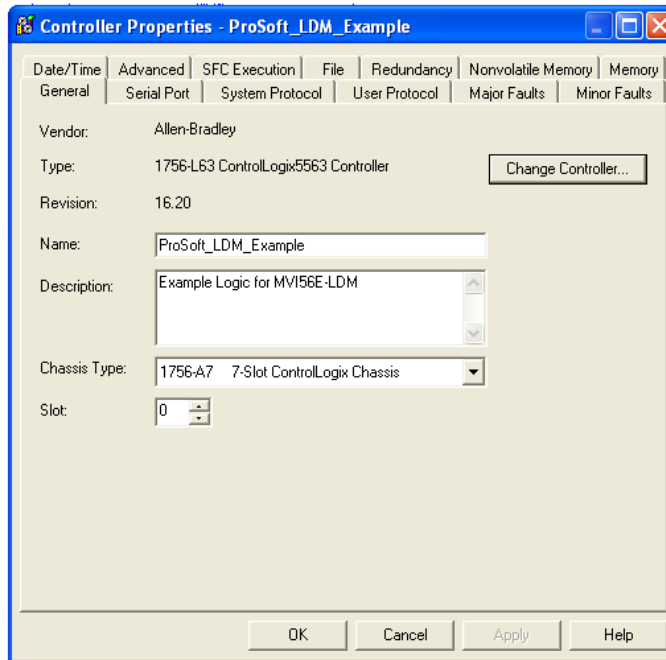 Controller Properties - ProSoft_LDM_Example
Date/Time Advanced SFC Execution File Redundancy Nonvolatile Memory Memory
General Serial Port System Protocol User Protocol Major Faults Minor Faults
Vendor: Allen-Bradley
Type: 1756-L63 ControlLogix5563 Controller Change Controller...
Revision: 16.20
Name: ProSoft_LDM_Example
Description: Example Logic for MVI56E-LDM
Chassis Type: 1756-A7 7-Slot ControlLogix Chassis
Slot: 0
OK Cancel Apply Help